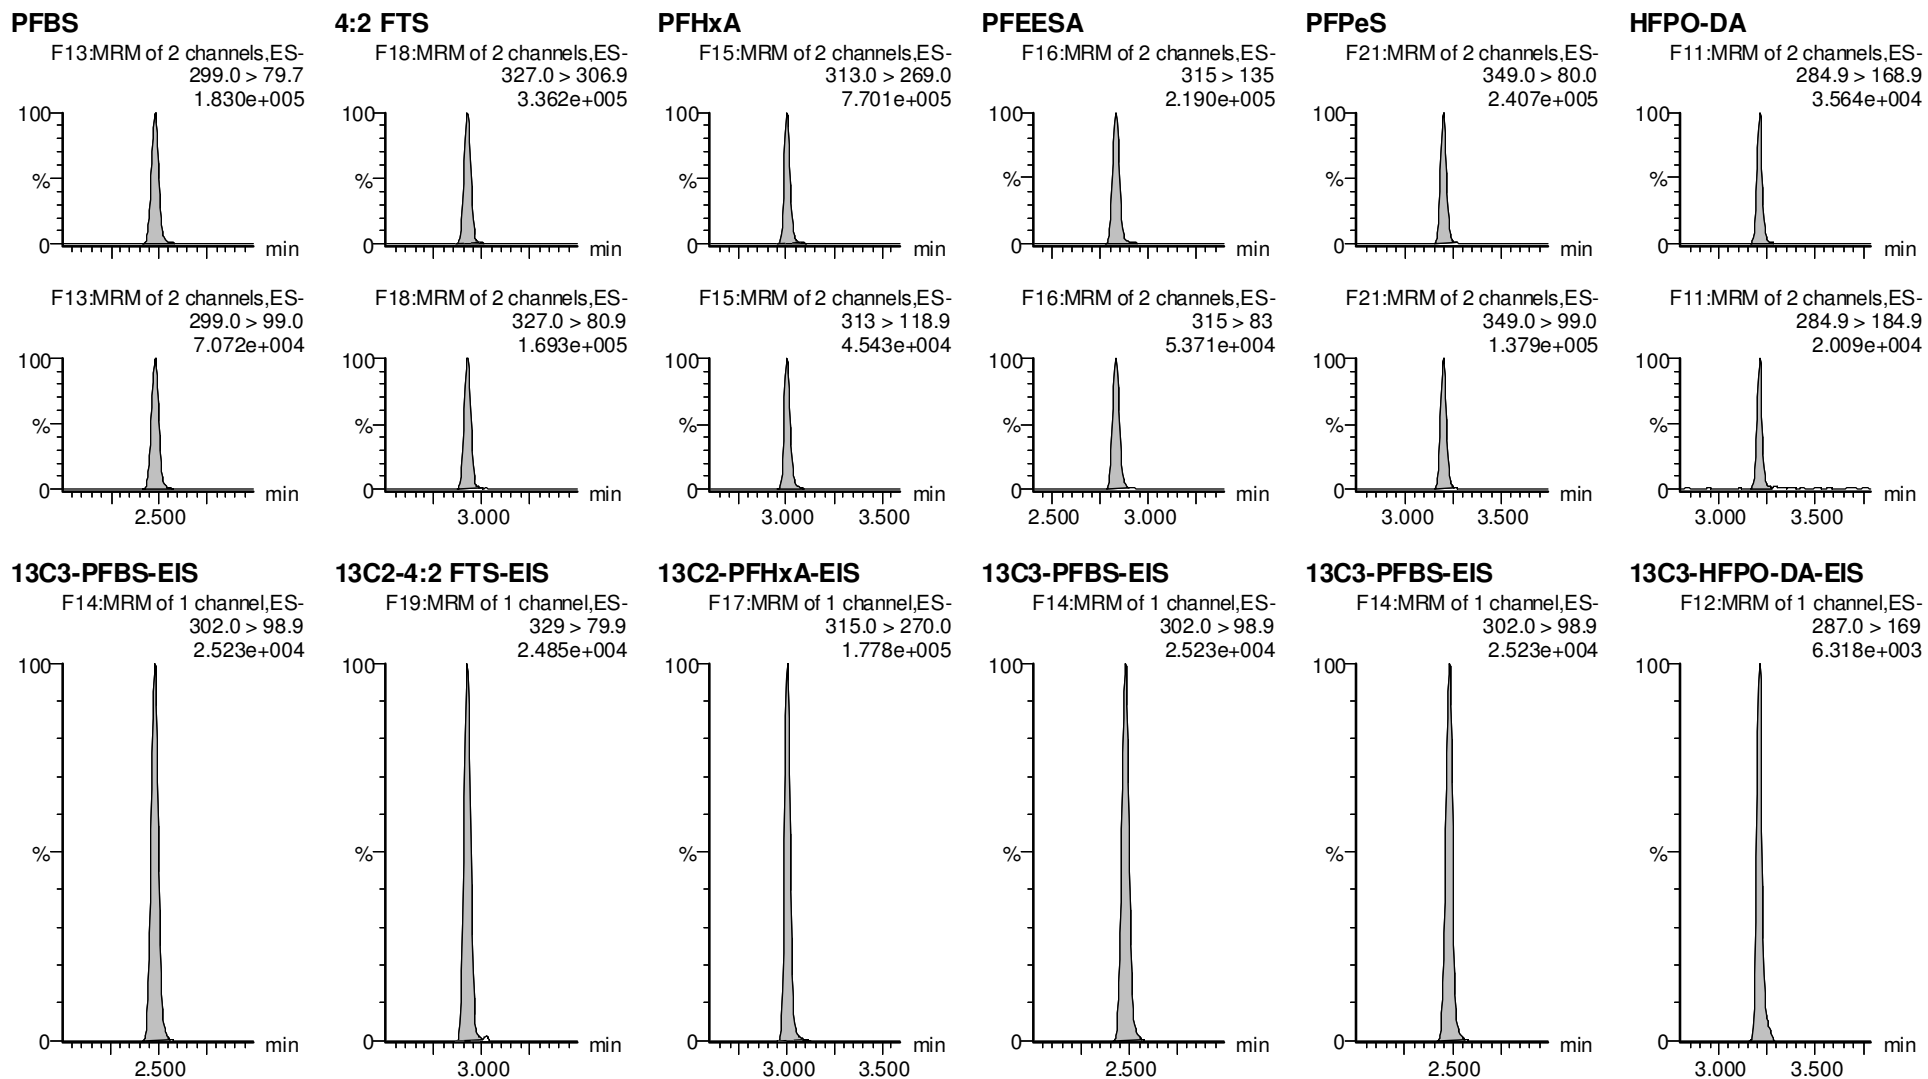 PFBS
F13:MRM of 2 channels,ES-
299.0 > 79.7
1.830e+005
100
%
0
min
F13:MRM of 2 channels,ES-
299.0 > 99.0
7.072e+004
100
%
0
min
2.500
4:2 FTS
F18:MRM of 2 channels,ES-
327.0 > 306.9
3.362e+005
100
%
0
min
F18:MRM of 2 channels,ES-
327.0 > 80.9
1.693e+005
100
%
0
min
3.000
PFHxA
F15:MRM of 2 channels,ES-
313.0 > 269.0
7.701e+005
100
%
0
min
F15:MRM of 2 channels,ES-
313 > 118.9
4.543e+004
100
%
0
min
3.000 3.500
PFEESA
F16:MRM of 2 channels,ES-
315 > 135
2.190e+005
100
%
0
min
F16:MRM of 2 channels,ES-
315 > 83
5.371e+004
100
%
0
min
2.500 3.000
PFPeS
F21:MRM of 2 channels,ES-
349.0 > 80.0
2.407e+005
100
%
0
min
F21:MRM of 2 channels,ES-
349.0 > 99.0
1.379e+005
100
%
0
min
3.000 3.500
HFPO-DA
F11:MRM of 2 channels,ES-
284.9 > 168.9
3.564e+004
100
%
0
min
F11:MRM of 2 channels,ES-
284.9 > 184.9
2.009e+004
100
%
0
min
3.000 3.500
13C3-PFBS-EIS
F14:MRM of 1 channel,ES-
302.0 > 98.9
2.523e+004
100
%
0
min
2.500
13C2-4:2 FTS-EIS
F19:MRM of 1 channel,ES-
329 > 79.9
2.485e+004
100
%
0
min
3.000
13C2-PFHxA-EIS
F17:MRM of 1 channel,ES-
315.0 > 270.0
1.778e+005
100
%
0
min
3.000 3.500
13C3-PFBS-EIS
F14:MRM of 1 channel,ES-
302.0 > 98.9
2.523e+004
100
%
0
min
2.500
13C3-PFBS-EIS
F14:MRM of 1 channel,ES-
302.0 > 98.9
2.523e+004
100
%
0
min
2.500
13C3-HFPO-DA-EIS
F12:MRM of 1 channel,ES-
287.0 > 169
6.318e+003
100
%
0
min
3.000 3.500